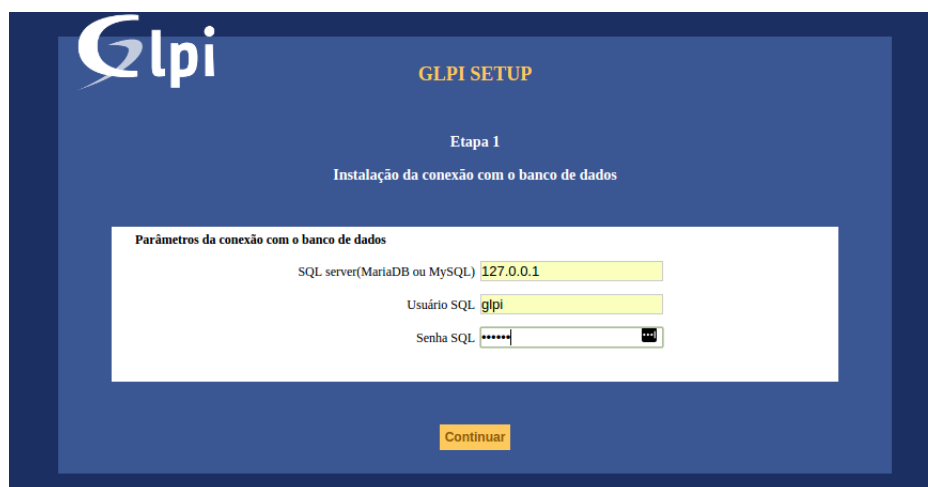 Glpi
GLPI SETUP
Etapa 1
Instalação da conexão com o banco de dados
Parâmetros da conexão com o banco de dados
SQL server(MariaDB ou MySQL) 127.0.0.1
Usuário SQL glpi
Senha SQL ••••••
Continuar